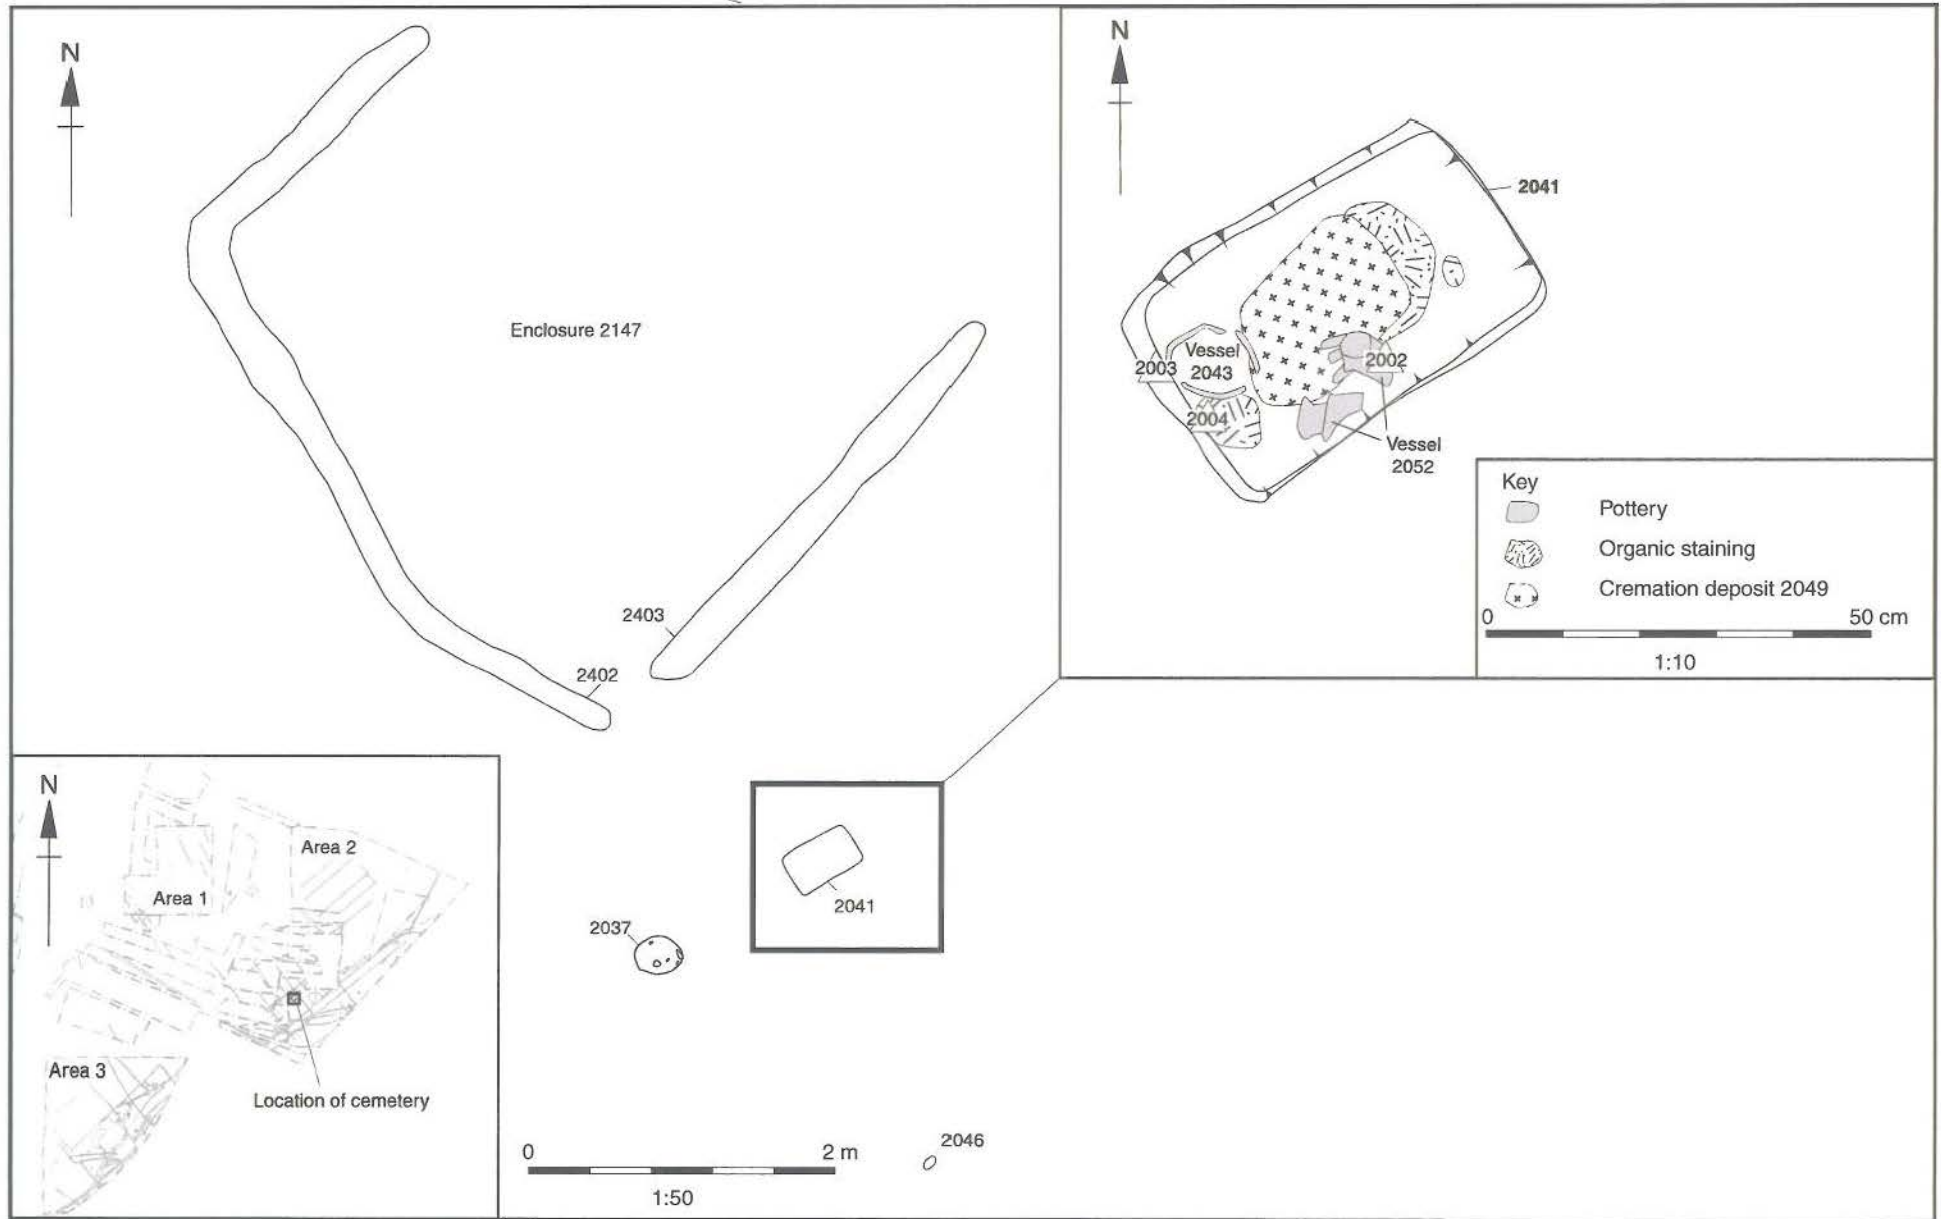 N
Enclosure 2147
2403
2402
N
2041
Vessel
2043
2003
2002
2004
Vessel
2052
Key
Pottery
Organic staining
Cremation deposit 2049
0 50 cm
1:10
N
Area 2
Area 1
Area 3
Location of cemetery
2041
2037
2046
0 2 m
1:50